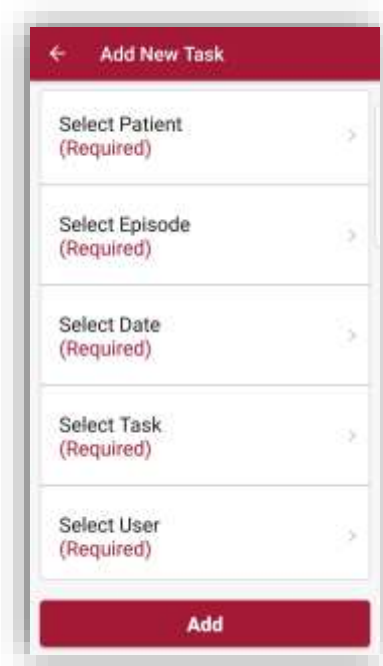 Add New Task
Select Patient
(Required)
Select Episode
(Required)
Select Date
(Required)
Select Task
(Required)
Select User
(Required)
Add